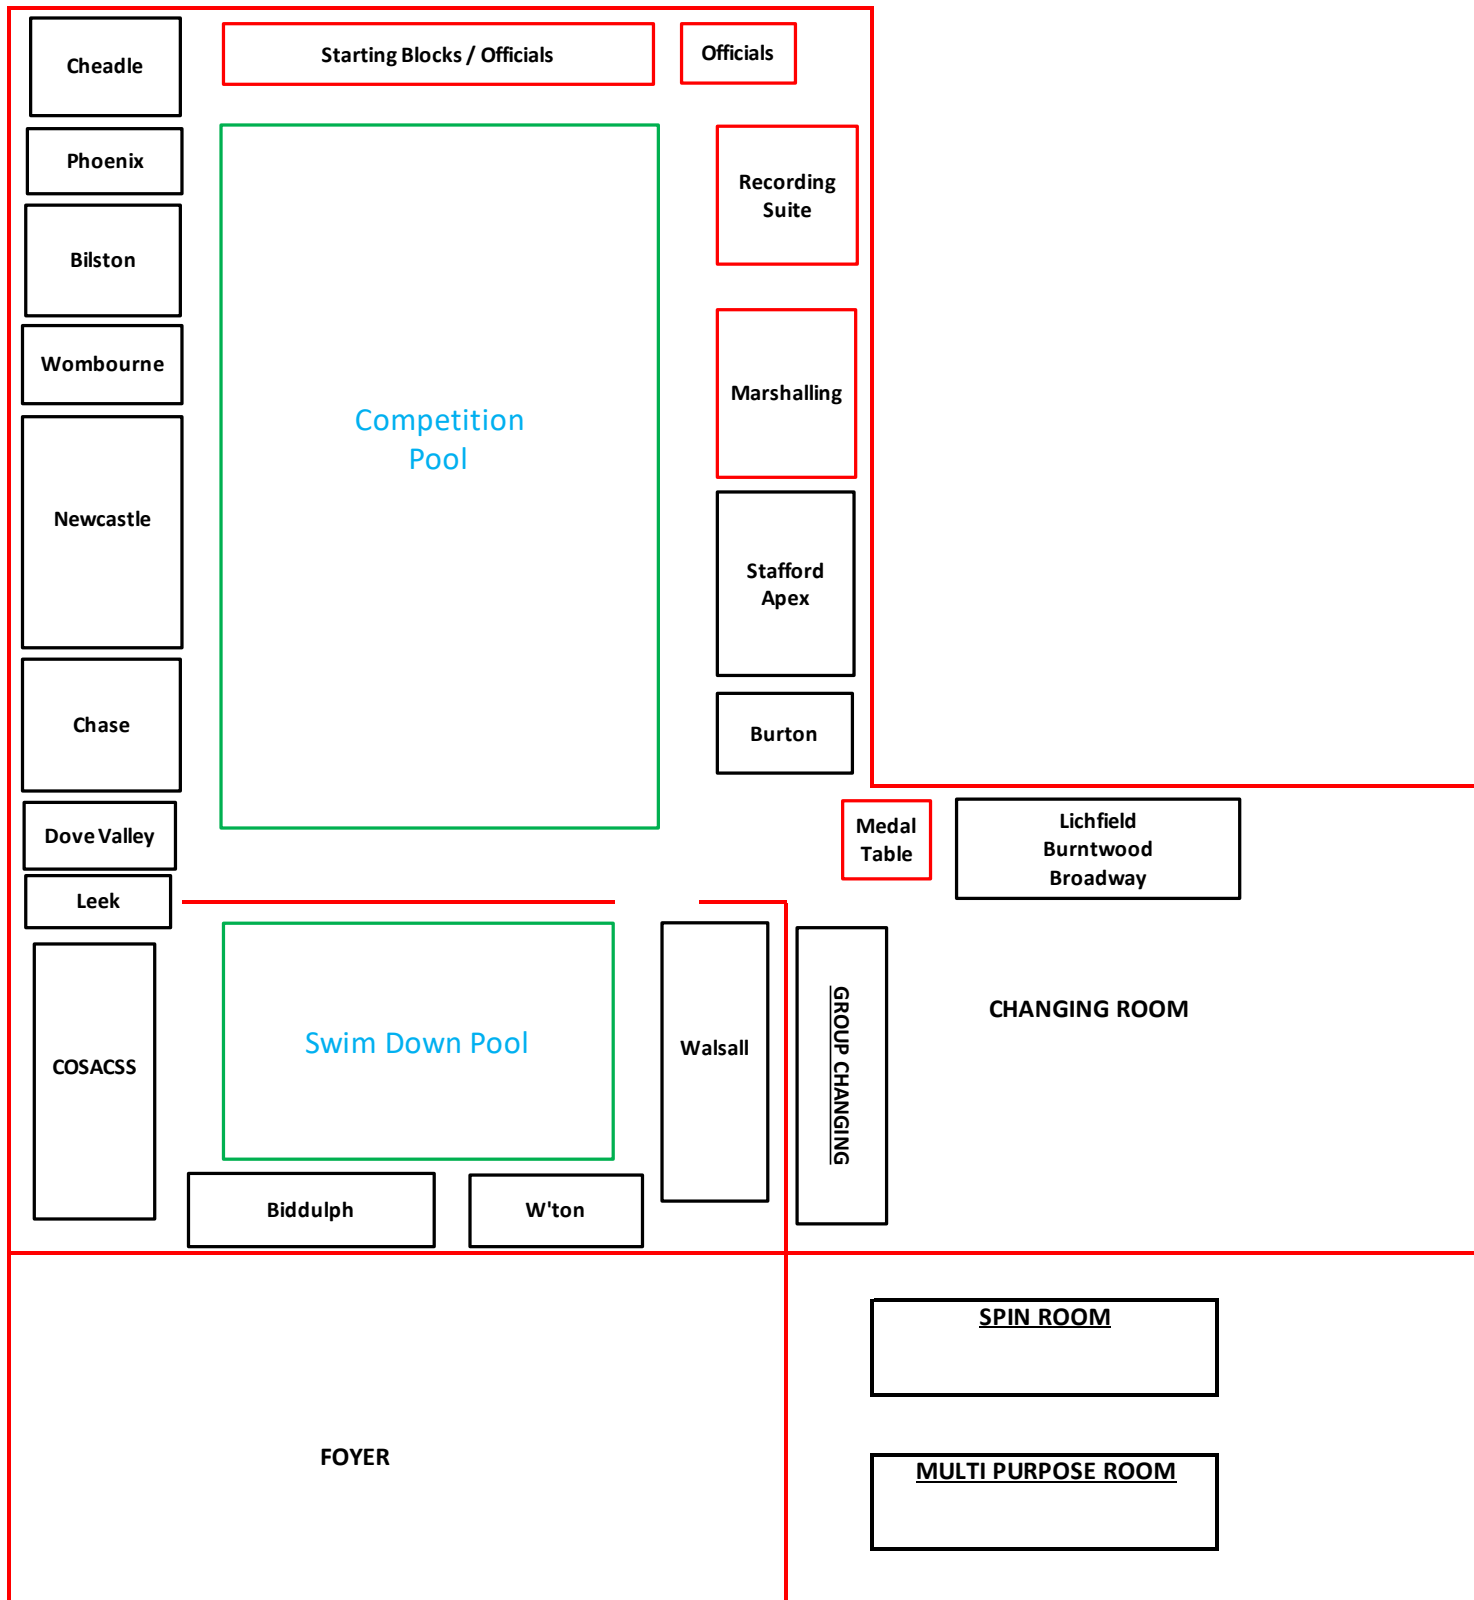 Cheadle
Starting Blocks / Officials
Officials
Phoenix
Recording
Suite
Bilston
Wombourne
Marshalling
Competition
Pool
Newcastle
Stafford
Apex
Chase
Burton
Dove Valley
Medal
Table
Lichfield
Burntwood
Broadway
Leek
COSACSS
Swim Down Pool
Walsall
GROUP CHANGING
CHANGING ROOM
Biddulph
W'ton
SPIN ROOM
FOYER
MULTI PURPOSE ROOM